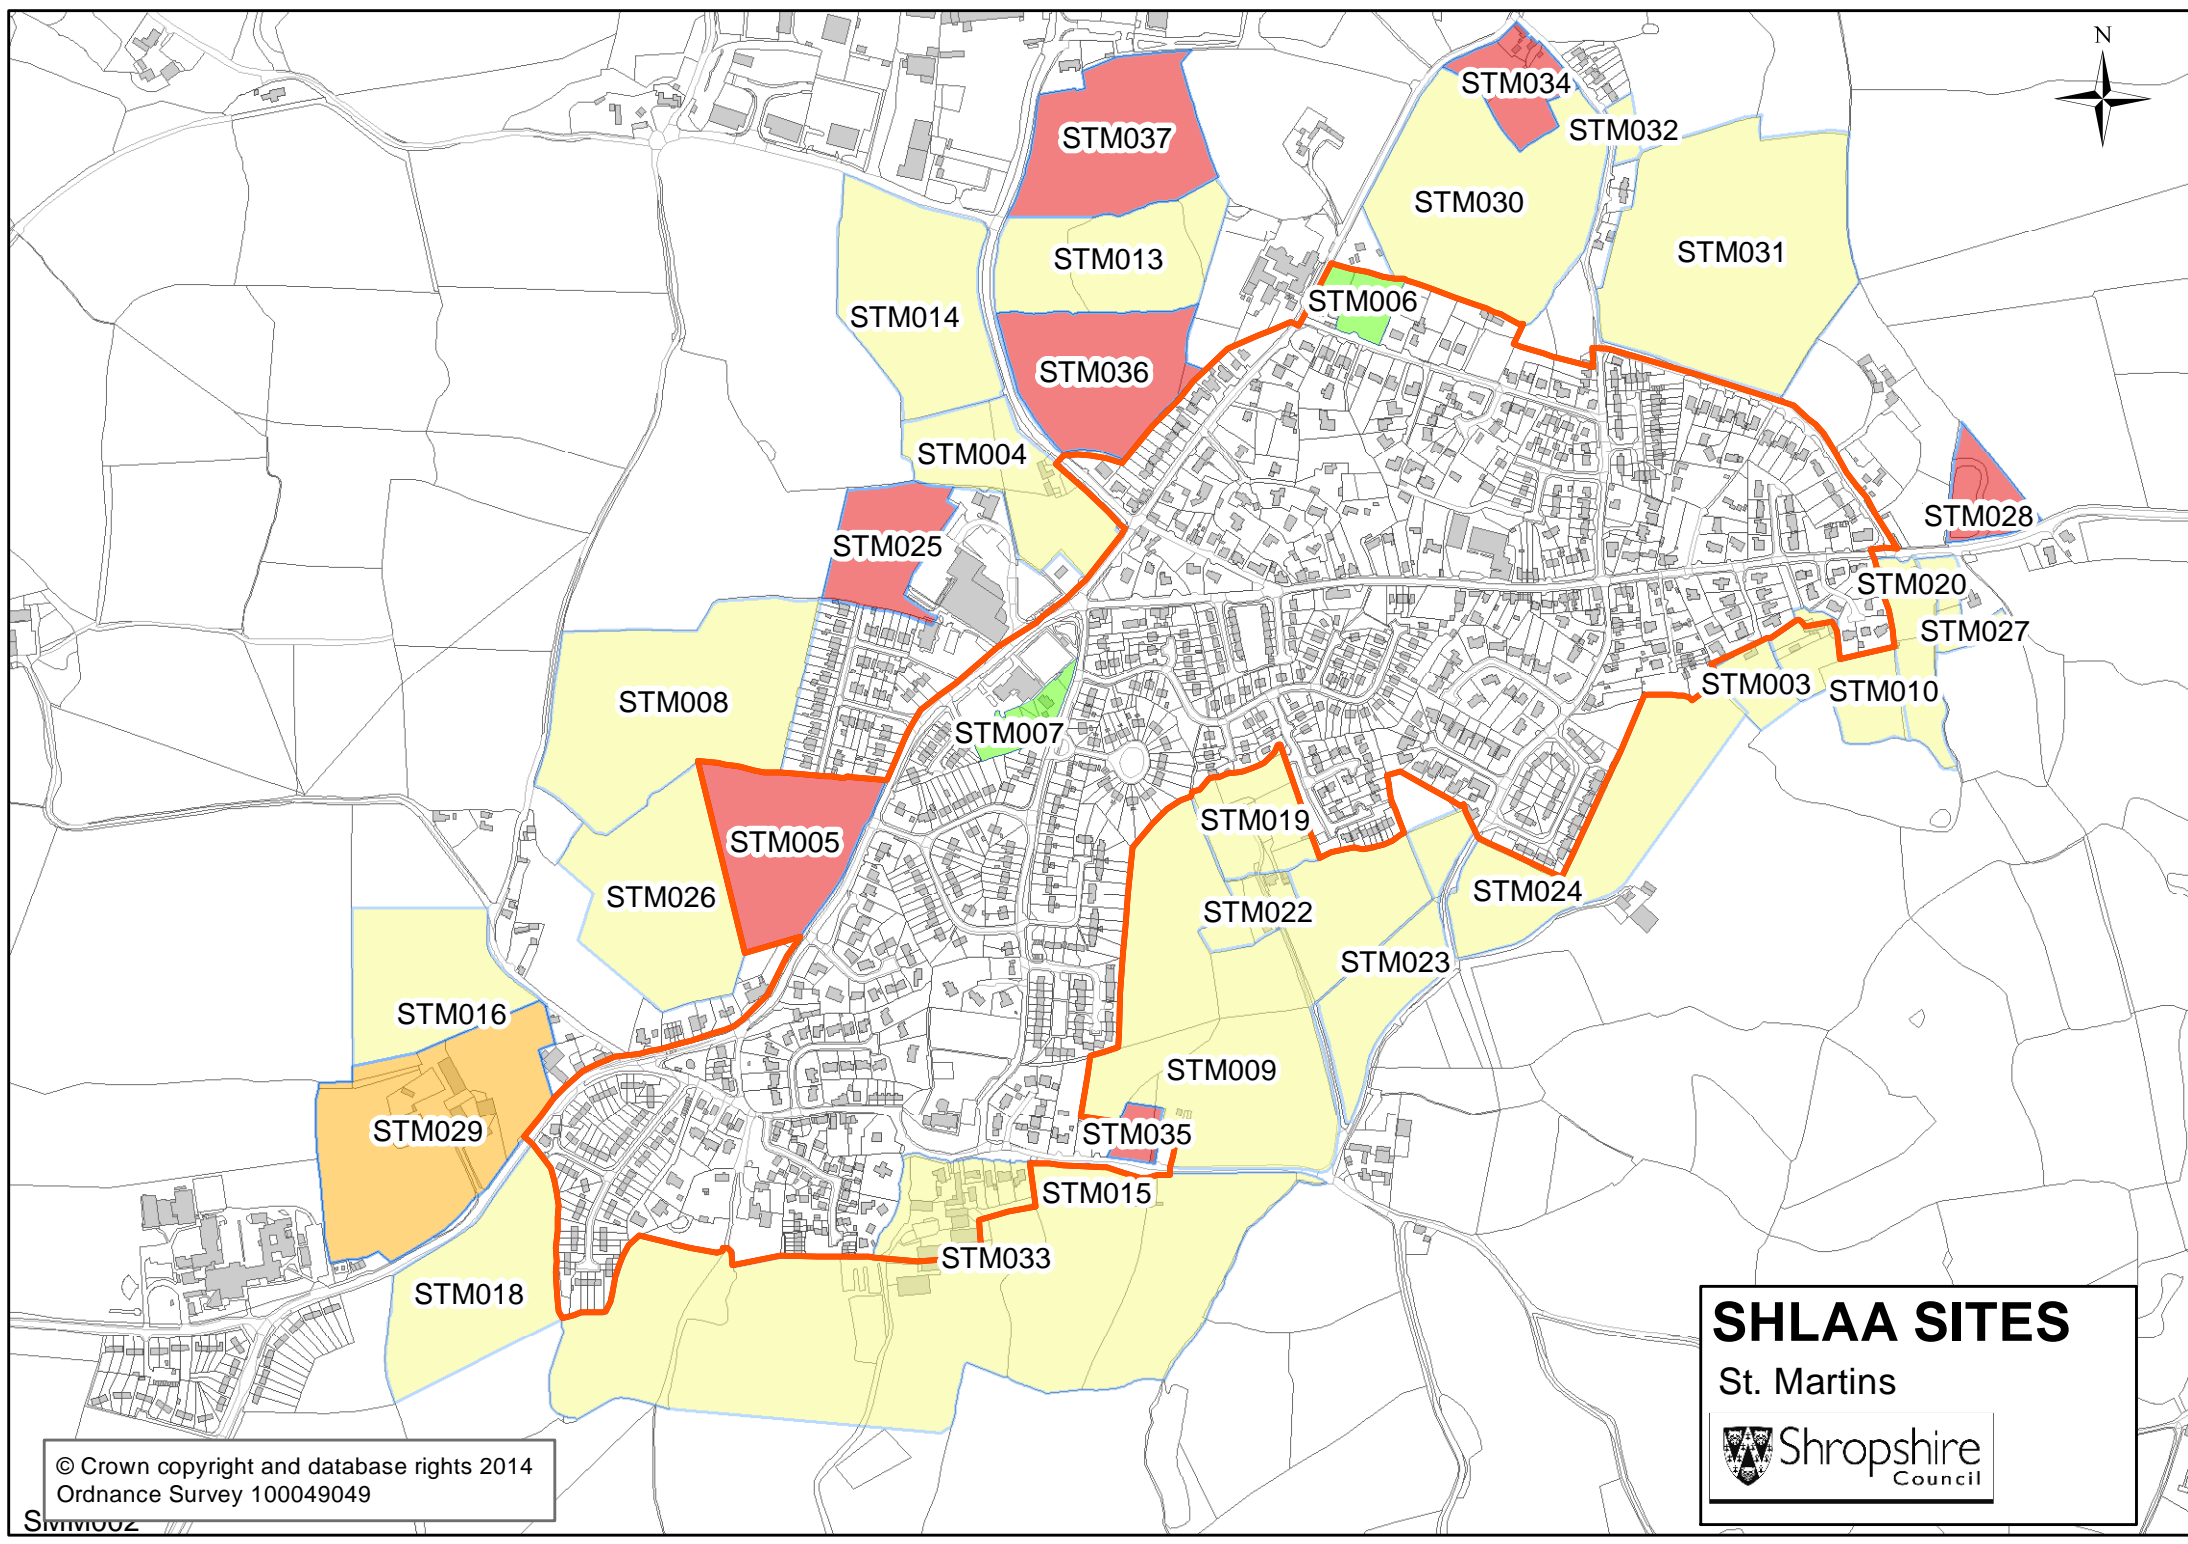 N
STM034
STM037
STM032
STM030
STM031
STM013
STM006
STM014
STM036
STM004
STM028
STM025
STM020
STM027
STM003
STM010
STM008
STM007
STM019
STM005
STM024
STM026
STM022
STM023
STM016
STM009
STM029
STM035
STM015
STM033
STM018
SHLAA SITES
St. Martins
Shropshire
Council
© Crown copyright and database rights 2014
Ordnance Survey 100049049
SMM002